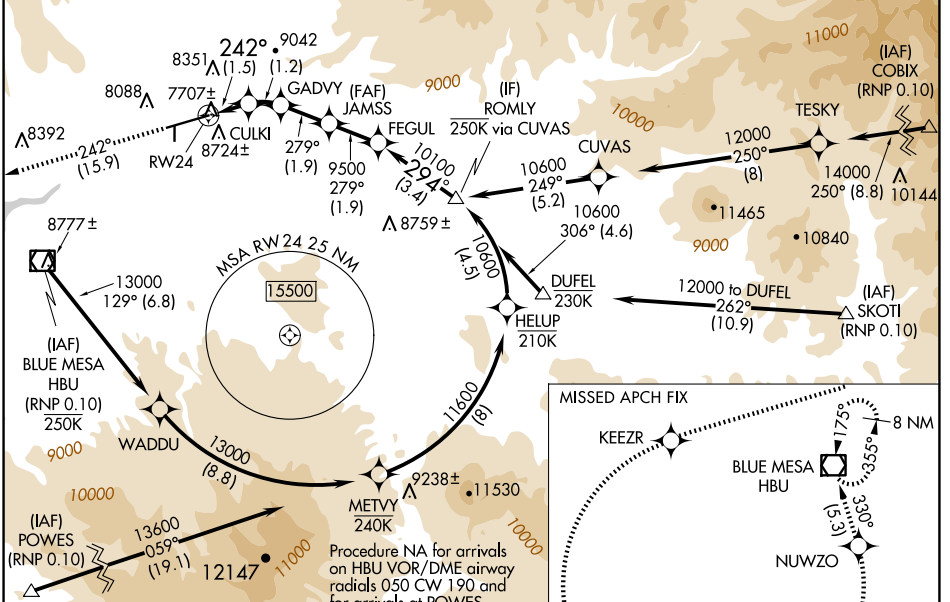 11000
(IAF)
COBIX
(RNP 0.10)
8351
242°
(1.5)
9042
(1.2)
8088
7707±
GADVY
(FAF)
JAMSS
9000
(IF)
ROMLY
250K via CUVAS
10000
TESKY
8392
CULKI
8724±
RW24
FEGUL
CUVAS
12000
250°
(8)
242°
(15.9)
279°
(1.9)
9500
279°
(1.9)
10100
294°
(3.4)
10600
249°
(5.2)
14000
250° (8.8)
10144
8777±
8759±
10600
306° (4.6)
11465
9000
10840
MSA RW24 25 NM
15500
10600
(4.5)
13000
129° (6.8)
DUFEL
230K
12000 to DUFEL
262°
(10.9)
(IAF)
SKOTI
(RNP 0.10)
HELUP
210K
(IAF)
BLUE MESA
HBU
(RNP 0.10)
250K
11600
(8)
WADDU
9000
13000
(8.8)
METVY
240K
9238±
11530
10000
10000
(IAF)
POWES
(RNP 0.10)
13600
059°
(19.1)
12147
11000
Procedure NA for arrivals
on HBU VOR/DME airway
radials 050 CW 190 and
for arrivals at POWES
MISSED APCH FIX
KEEZR
175°
8 NM
355°
BLUE MESA
HBU
330°
(5.3)
NUWZO